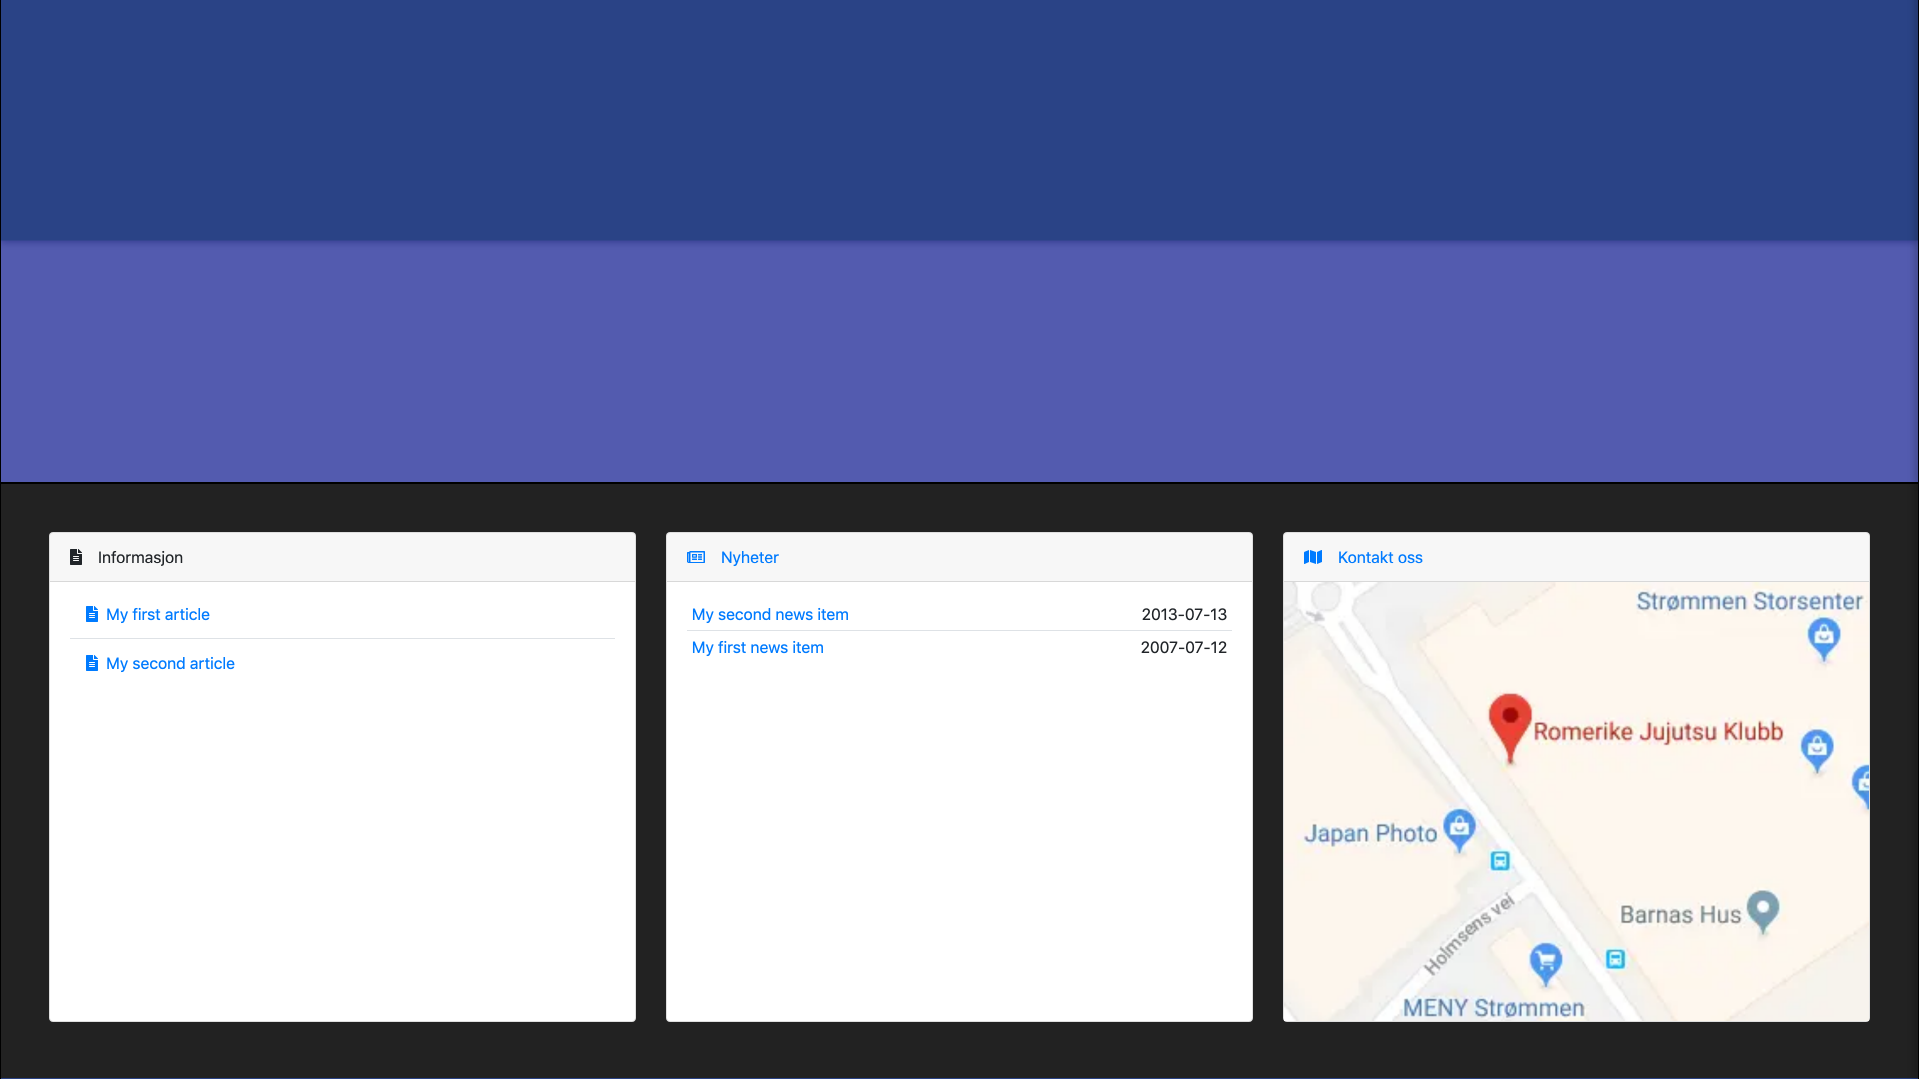 Informasjon
My first article
My second article
Nyheter
My second news item 2013-07-13
My first news item 2007-07-12
Kontakt oss
Strømmen Storsenter
Romerike Jujutsu Klubb
Japan Photo
Barnas Hus
Holmsens vei
MENY Strømmen